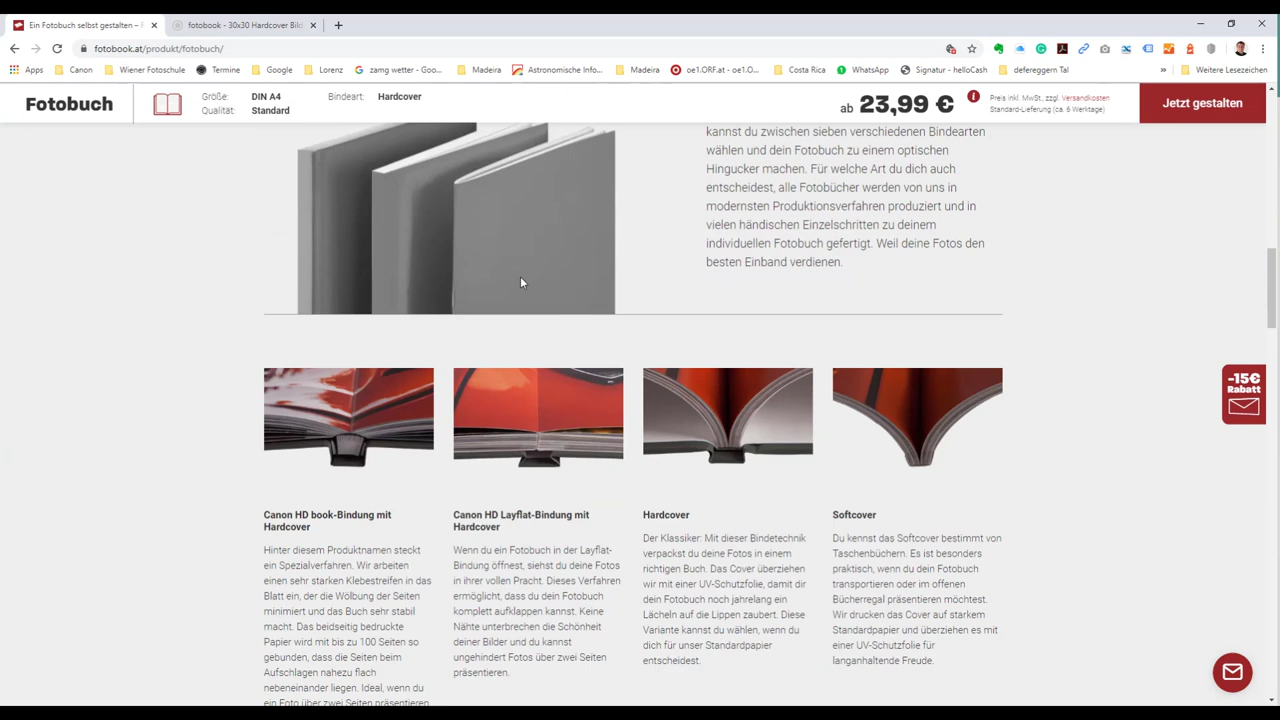 Ein Fotobuch selbst gestalten – F
fotobook - 30x30 Hardcover Bild
fotobook.at/produkt/fotobuch/
Apps
Canon
Wiener Fotoschule
Termine
Google
Lorenz
zamg wetter - Goo...
Madeira
Astronomische Info...
Madeira
oe1.ORF.at - oe1.O...
Costa Rica
WhatsApp
Signatur - helloCash
defereggern Tal
»
Weitere Lesezeichen
Fotobuch
Größe: DIN A4
Qualität: Standard
Bindeart: Hardcover
ab 23,99 €
Preis inkl. MwSt., zzgl. Versandkosten
Standard-Lieferung (ca. 6 Werktage)
Jetzt gestalten
kannst du zwischen sieben verschiedenen Bindearten
wählen und dein Fotobuch zu einem optischen
Hingucker machen. Für welche Art du dich auch
entscheidest, alle Fotobücher werden von uns in
modernsten Produktionsverfahren produziert und in
vielen händischen Einzelschritten zu deinem
individuellen Fotobuch gefertigt. Weil deine Fotos den
besten Einband verdienen.
-15€
Rabatt
Canon HD book-Bindung mit
Hardcover
Hinter diesem Produktnamen steckt
ein Spezialverfahren. Wir arbeiten
einen sehr starken Klebestreifen in das
Blatt ein, der die Wölbung der Seiten
minimiert und das Buch sehr stabil
macht. Das beidseitig bedruckte
Papier wird mit bis zu 100 Seiten so
gebunden, dass die Seiten beim
Aufschlagen nahezu flach
nebeneinander liegen. Ideal, wenn du
ein Foto über zwei Seiten präsentieren
Canon HD Layflat-Bindung mit
Hardcover
Wenn du ein Fotobuch in der Layflat-
Bindung öffnest, siehst du deine Fotos
in ihrer vollen Pracht. Dieses Verfahren
ermöglicht, dass du dein Fotobuch
komplett aufklappen kannst. Keine
Nähte unterbrechen die Schönheit
deiner Bilder und du kannst
ungehindert Fotos über zwei Seiten
präsentieren.
Hardcover
Der Klassiker: Mit dieser Bindetechnik
verpackst du deine Fotos in einem
richtigen Buch. Das Cover überziehen
wir mit einer UV-Schutzfolie, damit dir
dein Fotobuch noch jahrelang ein
Lächeln auf die Lippen zaubert. Diese
Variante kannst du wählen, wenn du
dich für unser Standardpapier
entscheidest.
Softcover
Du kennst das Softcover bestimmt von
Taschenbüchern. Es ist besonders
praktisch, wenn du dein Fotobuch
transportieren oder im offenen
Bücherregal präsentieren möchtest.
Wir drucken das Cover auf starkem
Standardpapier und überziehen es mit
einer UV-Schutzfolie für
langanhaltende Freude.